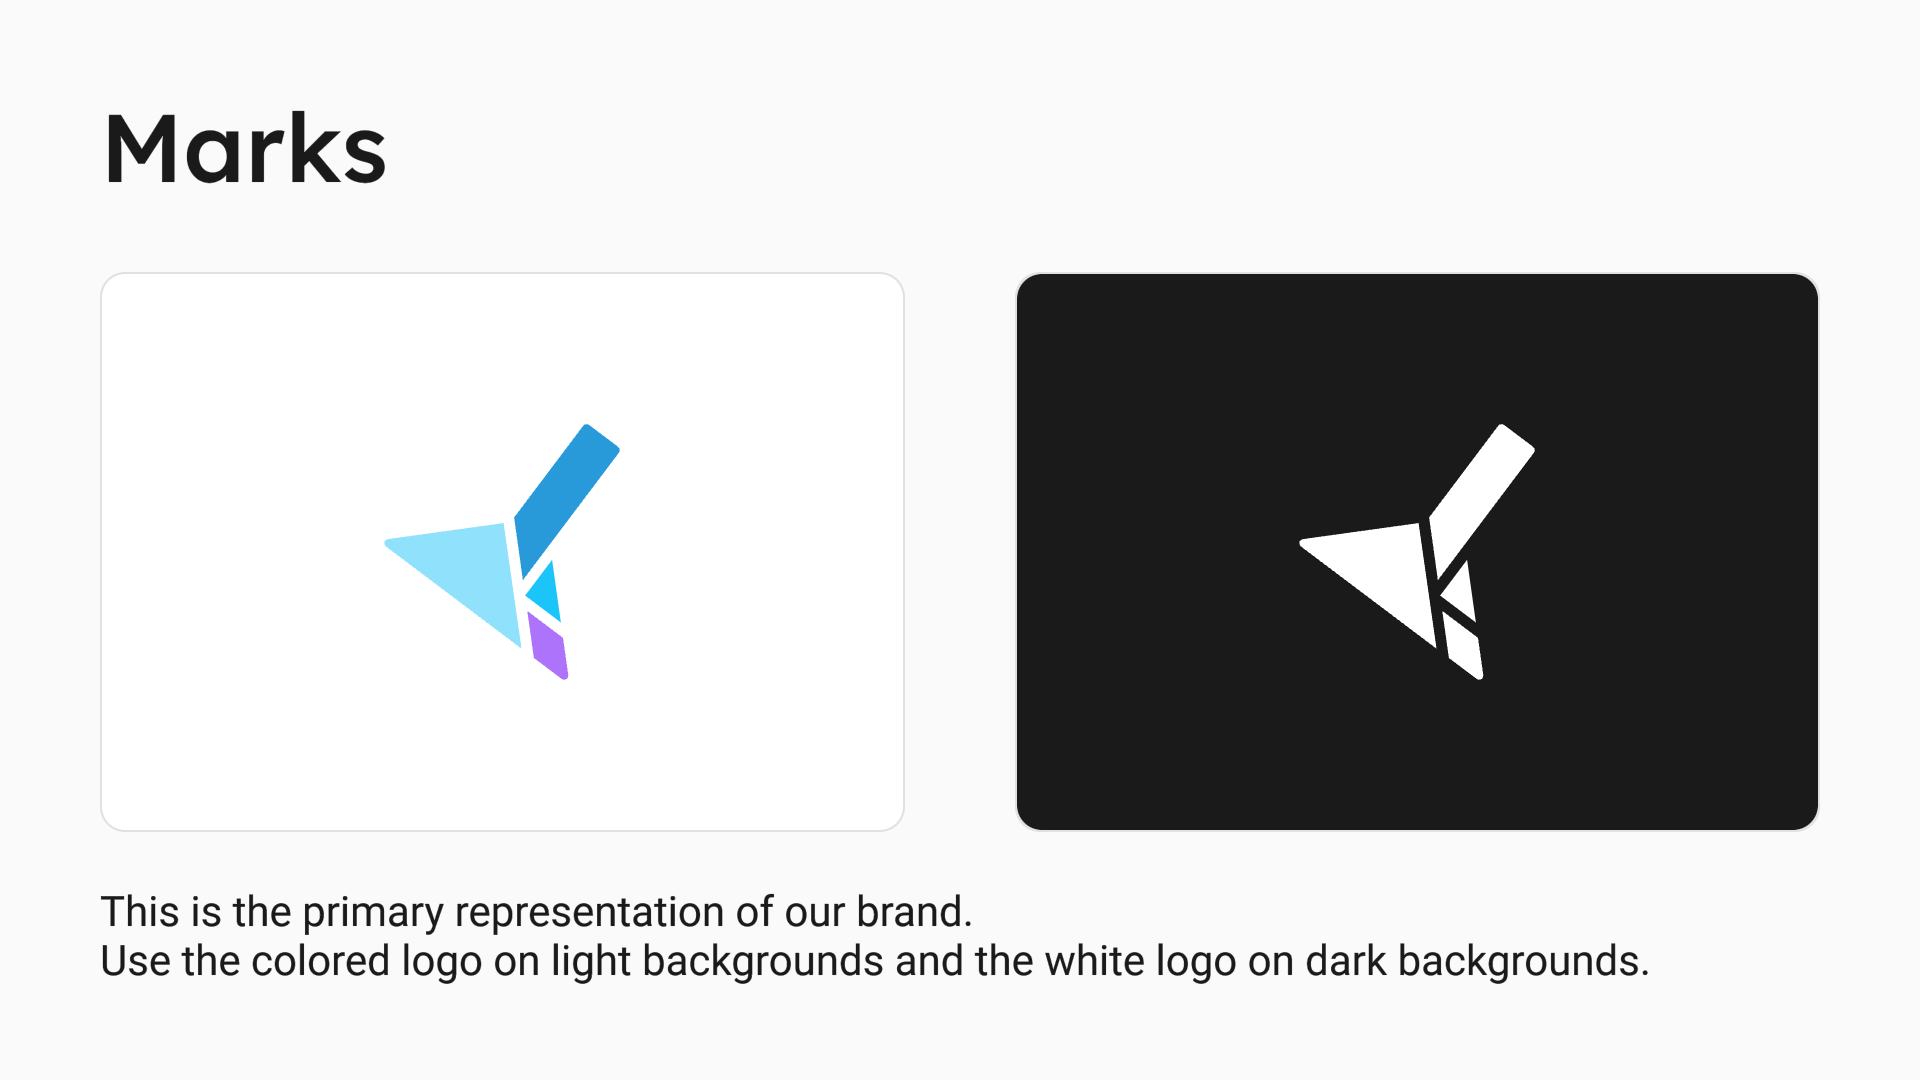 Marks
This is the primary representation of our brand.
Use the colored logo on light backgrounds and the white logo on dark backgrounds.